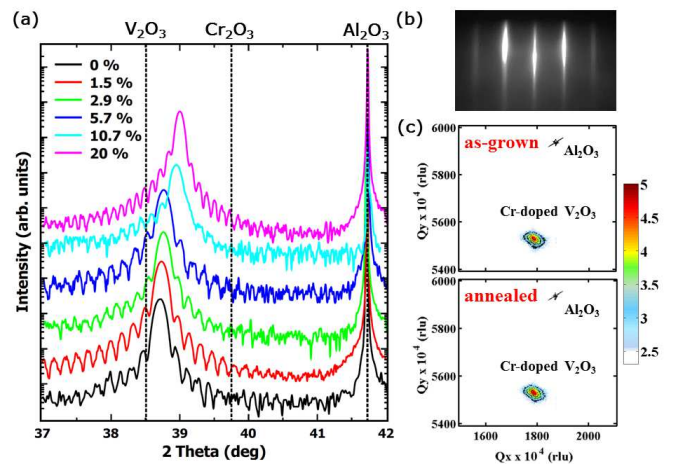 (a)
V₂O₃
Cr₂O₃
Al₂O₃
0 %
1.5 %
2.9 %
5.7 %
10.7 %
20 %
Intensity (arb. units)
37 38 39 40 41 42
2 Theta (deg)
(b)
(c)
as-grown
Al₂O₃
Cr-doped V₂O₃
6000
5800
5600
5400
Qy x 10⁻⁴ (rlu)
annealed
Al₂O₃
Cr-doped V₂O₃
6000
5800
5600
5400
Qy x 10⁻⁴ (rlu)
1600 1800 2000
Qx x 10⁻⁴ (rlu)
5
4.5
4
3.5
3
2.5